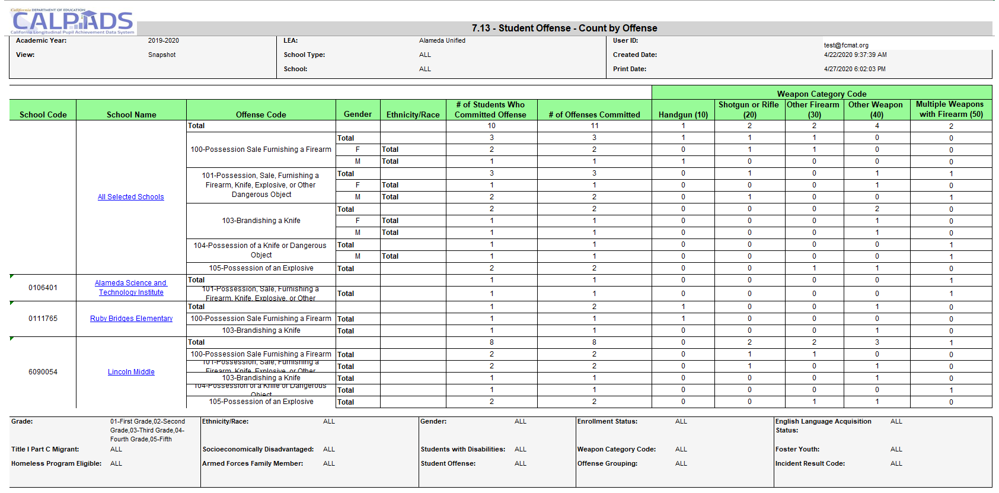 California DEPARTMENT OF EDUCATION
CALPADS
California Longitudinal Pupil Achievement Data System
7.13 - Student Offense - Count by Offense
Academic Year: 2019-2020 LEA: Alameda Unified User ID: test@fcmat.org
View: Snapshot School Type: ALL Created Date: 4/22/2020 9:37:39 AM
School: ALL Print Date: 4/27/2020 6:02:03 PM
Weapon Category Code
School Code School Name Offense Code Gender Ethnicity/Race # of Students Who Committed Offense # of Offenses Committed Handgun (10) Shotgun or Rifle (20) Other Firearm (30) Other Weapon (40) Multiple Weapons with Firearm (50)
All Selected Schools
Total 10 11 1 2 2 4 2
100-Possession Sale Furnishing a Firearm
Total 3 3 1 1 1 0 0
F Total 2 2 0 1 1 0 0
M Total 1 1 1 0 0 0 0
101-Possession, Sale, Furnishing a
Firearm, Knife, Explosive, or Other
Dangerous Object
Total 3 3 0 1 0 1 1
F Total 1 1 0 0 0 1 0
M Total 2 2 0 1 0 0 1
103-Brandishing a Knife
Total 2 2 0 0 0 2 0
F Total 1 1 0 0 0 1 0
M Total 1 1 0 0 0 1 0
104-Possession of a Knife or Dangerous
Object
Total 1 1 0 0 0 0 1
M Total 1 1 0 0 0 0 1
105-Possession of an Explosive Total 2 2 0 0 1 1 0
0106401 Alameda Science and
Technology Institute
Total 1 1 0 0 0 0 1
101-Possession, Sale, Furnishing a
Firearm, Knife, Explosive, or Other
Total 1 1 0 0 0 0 1
0111765 Ruby Bridges Elementary
Total 1 2 1 0 0 1 0
100-Possession Sale Furnishing a Firearm Total 1 1 1 0 0 0 0
103-Brandishing a Knife Total 1 1 0 0 0 1 0
6090054 Lincoln Middle
Total 8 8 0 2 2 3 1
100-Possession Sale Furnishing a Firearm Total 2 2 0 1 1 0 0
101-Possession, Sale, Furnishing a
Firearm, Knife, Explosive, or Other
Total 2 2 0 1 0 1 0
103-Brandishing a Knife Total 1 1 0 0 0 1 0
104-Possession of a Knife or Dangerous
Object
Total 1 1 0 0 0 0 1
105-Possession of an Explosive Total 2 2 0 0 1 1 0
Grade: 01-First Grade,02-Second
Grade,03-Third Grade,04-
Fourth Grade,05-Fifth
Ethnicity/Race: ALL Gender: ALL Enrollment Status: ALL English Language Acquisition
Status: ALL
Title I Part C Migrant: ALL Socioeconomically Disadvantaged: ALL Students with Disabilities: ALL Weapon Category Code: ALL Foster Youth: ALL
Homeless Program Eligible: ALL Armed Forces Family Member: ALL Student Offense: ALL Offense Grouping: ALL Incident Result Code: ALL